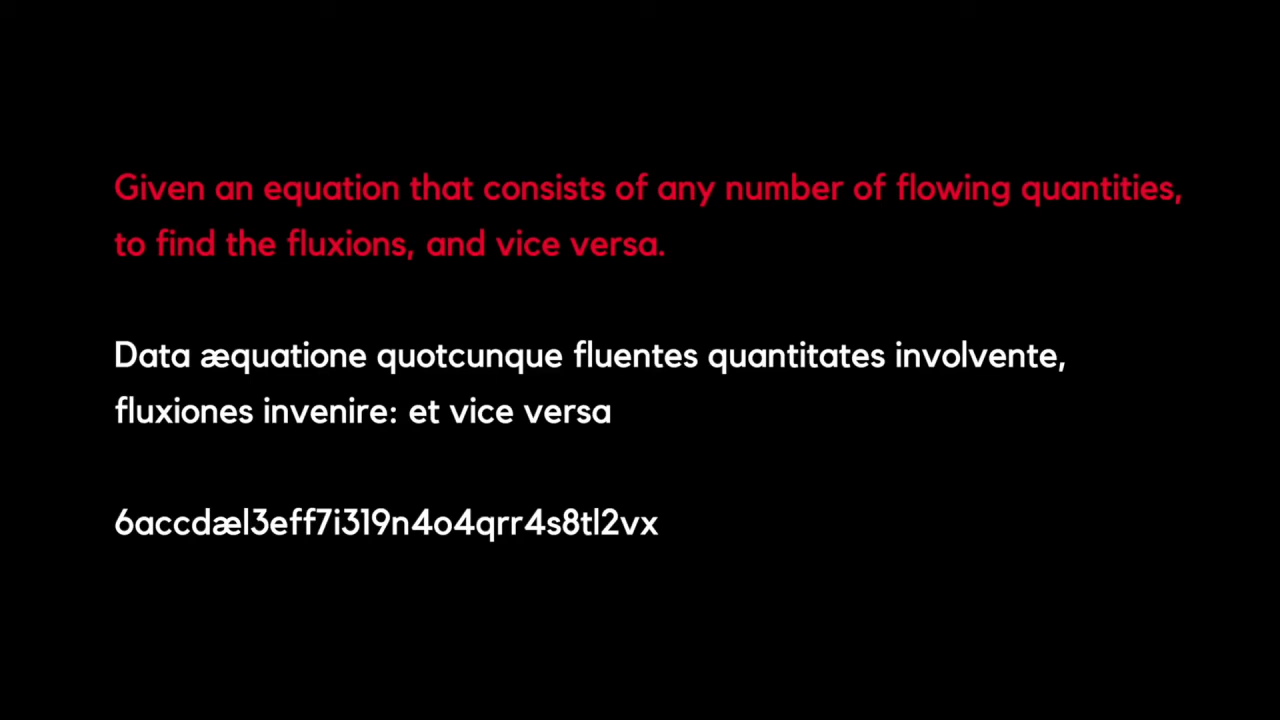 Given an equation that consists of any number of flowing quantities,
to find the fluxions, and vice versa.
Data æquatione quotcunque fluentes quantitates involvente,
fluxiones invenire: et vice versa
6accdæl3eff7i319n4o4qrr4s8tl2vx